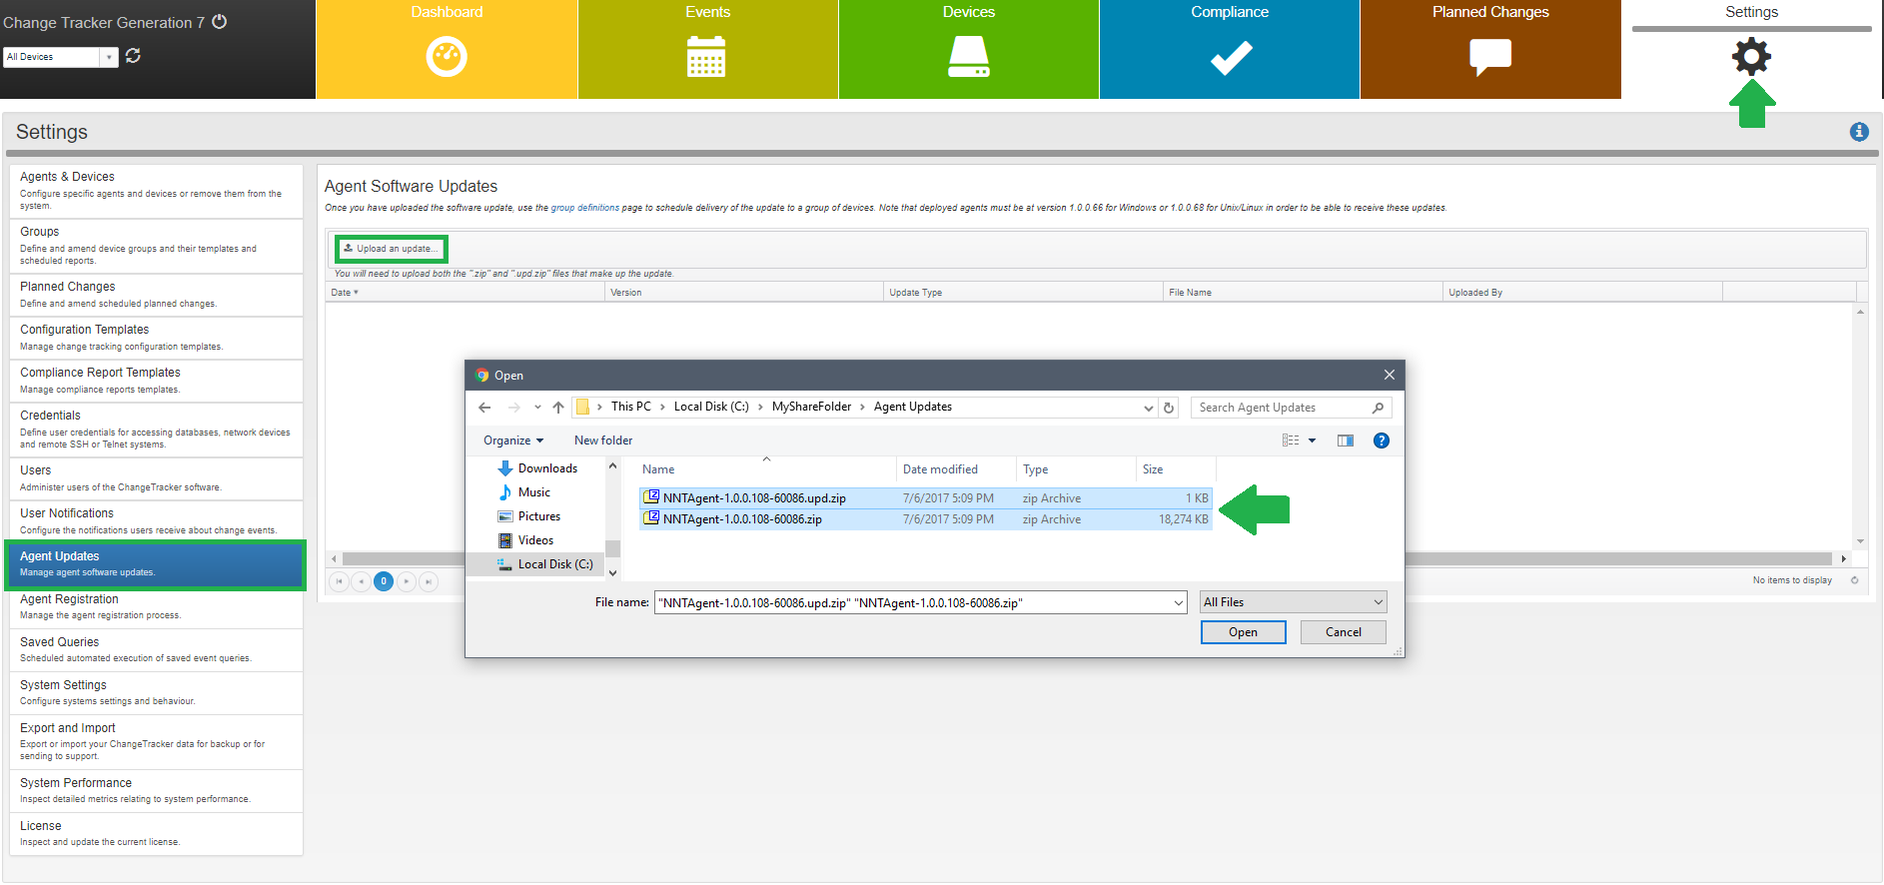 Change Tracker Generation 7
All Devices
Dashboard
Events
Devices
Compliance
Planned Changes
Settings
Settings
Agents & Devices
Configure specific agents and devices or remove them from the
system.
Groups
Define and amend device groups and their templates and
scheduled reports.
Planned Changes
Define and amend scheduled planned changes.
Configuration Templates
Manage change tracking configuration templates.
Compliance Report Templates
Manage compliance reports templates.
Credentials
Define user credentials for accessing databases, network devices
and remote SSH or Telnet systems.
Users
Administer users of the ChangeTracker software.
User Notifications
Configure the notifications users receive about change events.
Agent Updates
Manage agent software updates.
Agent Registration
Manage the agent registration process.
Saved Queries
Scheduled automated execution of saved event queries.
System Settings
Configure systems settings and behaviour.
Export and Import
Export or import your ChangeTracker data for backup or for
sending to support.
System Performance
Inspect detailed metrics relating to system performance.
License
Inspect and update the current license.
Agent Software Updates
Once you have uploaded the software update, use the group definitions page to schedule delivery of the update to a group of devices. Note that deployed agents must be at version 1.0.0.66 for Windows or 1.0.0.68 for Unix/Linux in order to be able to receive these updates.
Upload an update...
You will need to upload both the ".zip" and ".upd.zip" files that make up the update.
Date Version Update Type File Name Uploaded By
Open
This PC Local Disk (C:) MyShareFolder Agent Updates
Search Agent Updates
Organize New folder
Downloads
Music
Pictures
Videos
Local Disk (C:)
Name Date modified Type Size
NNTAgent-1.0.0.108-60086.upd.zip 7/6/2017 5:09 PM zip Archive 1 KB
NNTAgent-1.0.0.108-60086.zip 7/6/2017 5:09 PM zip Archive 18,274 KB
File name: "NNTAgent-1.0.0.108-60086.upd.zip" "NNTAgent-1.0.0.108-60086.zip"
All Files
Open Cancel
0
No items to display